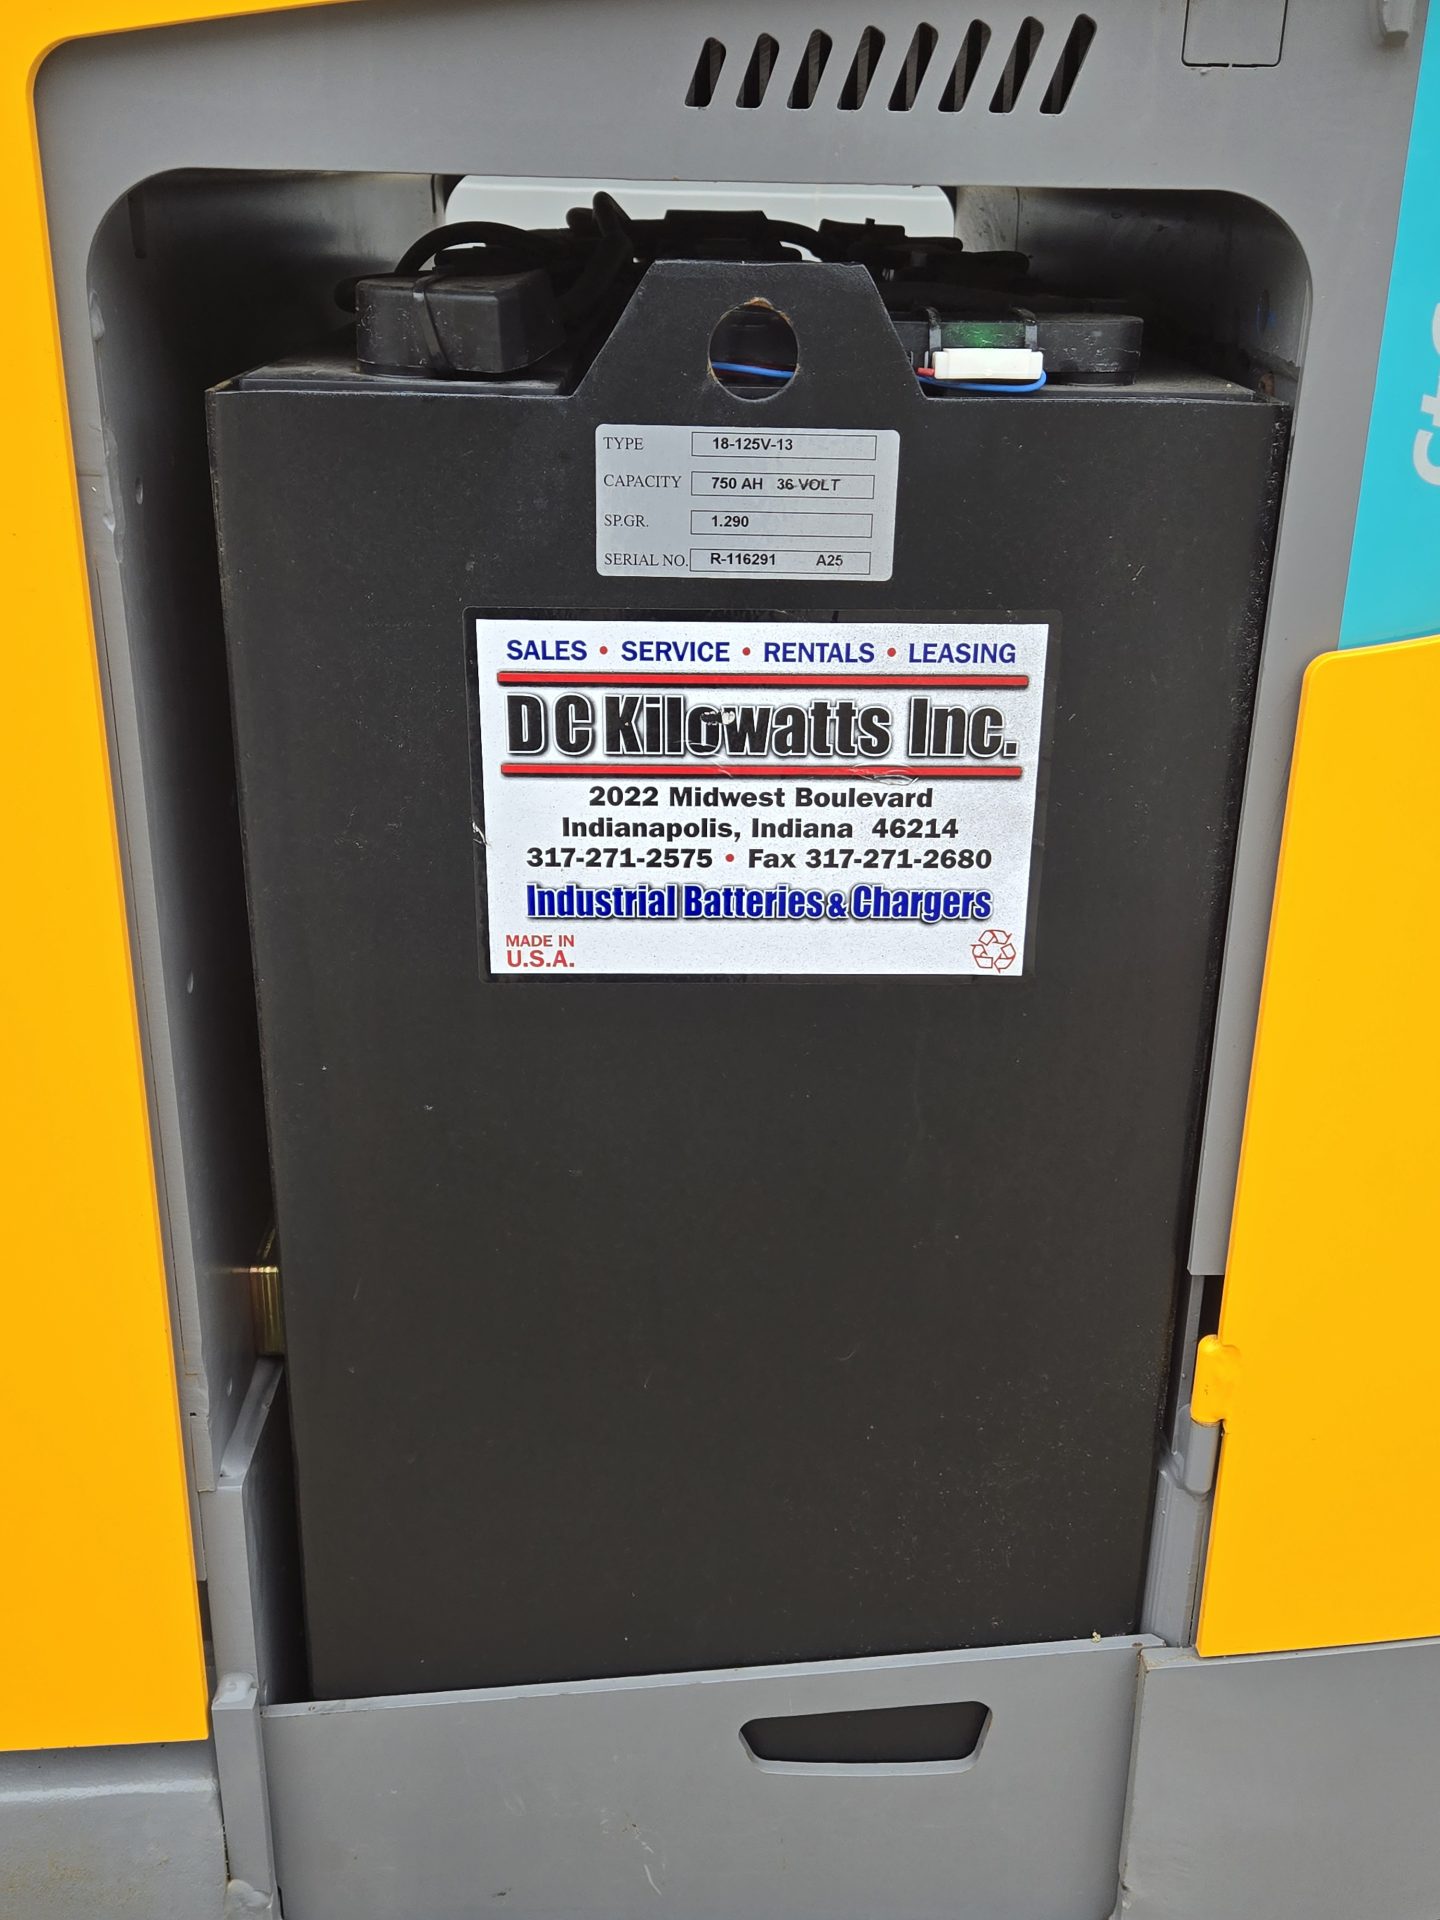 TYPE 18-125V-13
CAPACITY 750 AH 36 VOLT
SP.GR. 1.290
SERIAL NO. R-116291 A25
SALES • SERVICE • RENTALS • LEASING
DC Kilowatts Inc.
2022 Midwest Boulevard
Indianapolis, Indiana 46214
317-271-2575 • Fax 317-271-2680
Industrial Batteries & Chargers
MADE IN
U.S.A.